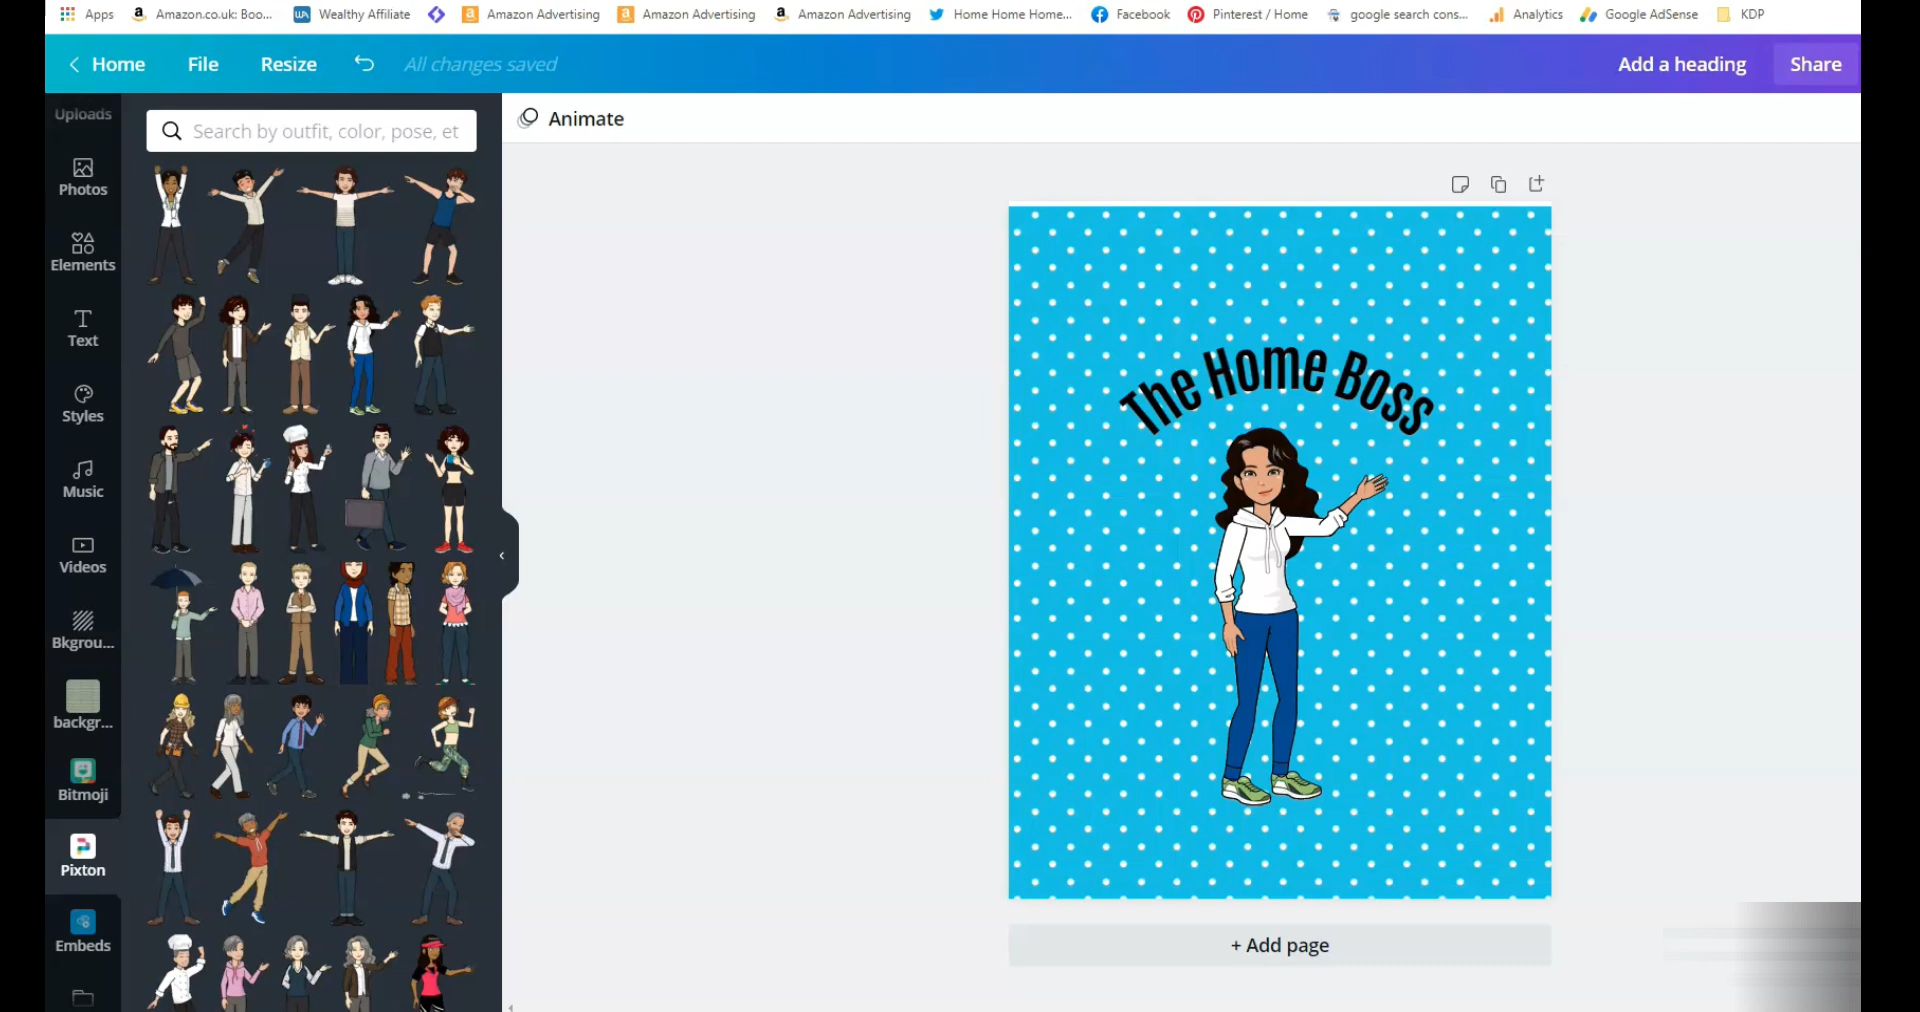 Apps Amazon.co.uk: Boo... Wealthy Affiliate Amazon Advertising Amazon Advertising Amazon Advertising Home Home Home... Facebook Pinterest / Home google search cons... Analytics Google AdSense KDP
Home File Resize All changes saved Add a heading Share
Uploads
Search by outfit, color, pose, et
Animate
Photos
Elements
Text
Styles
Music
Videos
Bkgrou...
backgr...
Bitmoji
Pixton
Embeds
The Home Boss
+ Add page